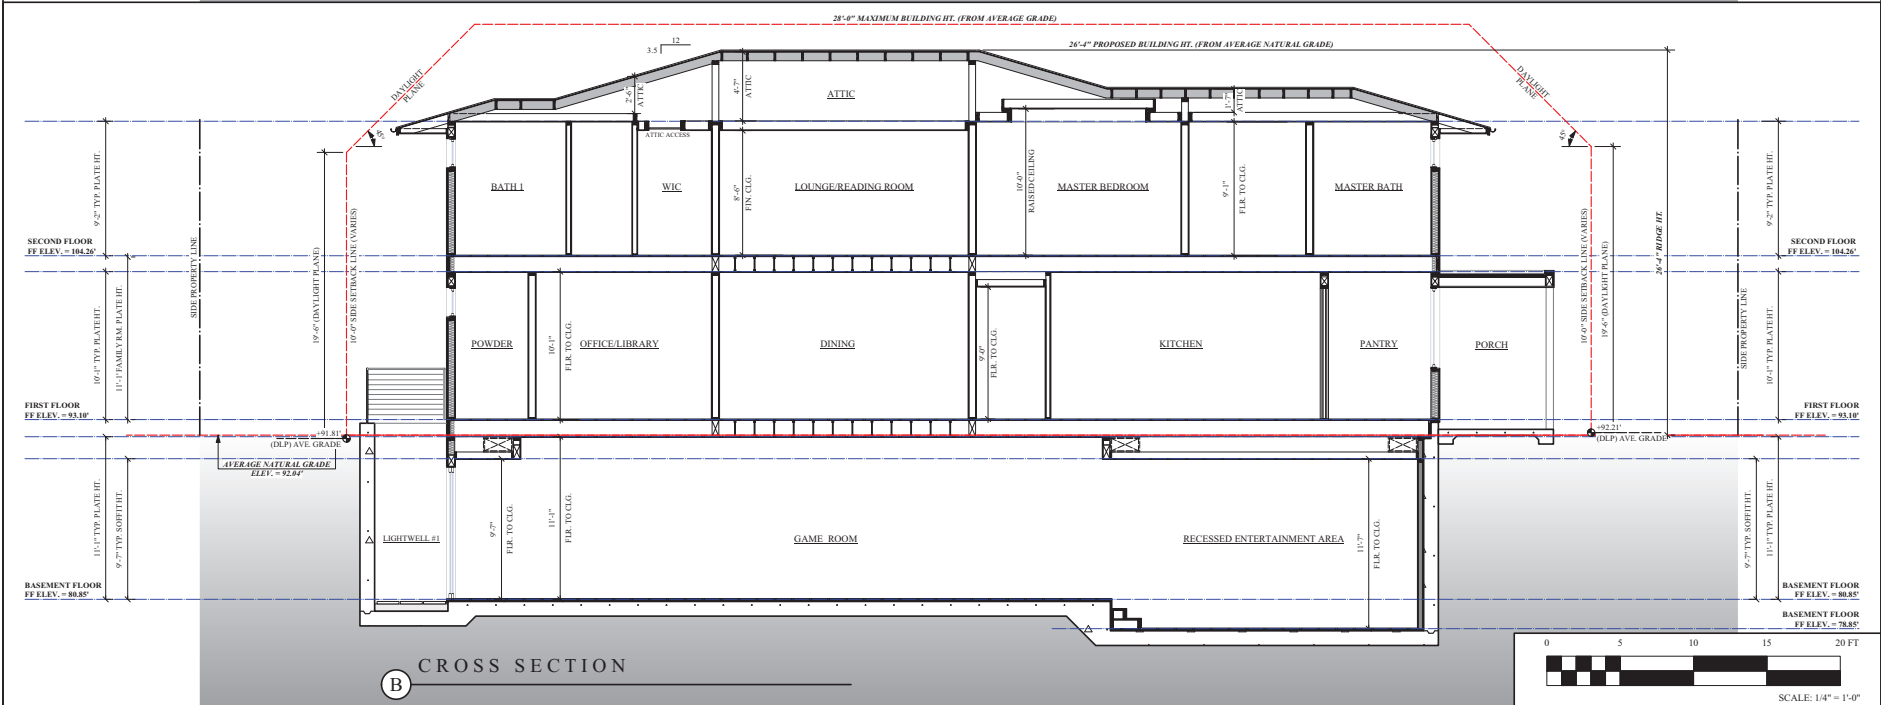 28'-0" MAXIMUM BUILDING HT. (FROM AVERAGE GRADE)
26'-4" PROPOSED BUILDING HT. (FROM AVERAGE NATURAL GRADE)
12
3.5
DAYLIGHT
PLANE
DAYLIGHT
PLANE
45°
45°
2'-6"
ATTIC
4'-7"
ATTIC
ATTIC
1'-7"
ATTIC
ATTIC ACCESS
9'-2" TYP. PLATE HT.
BATH 1
WIC
LOUNGE/READING ROOM
8'-6"
FIN. CLG.
10'-0"
RAISED CEILING
MASTER BEDROOM
9'-1"
FLR. TO CLG.
MASTER BATH
9'-2" TYP. PLATE HT.
SECOND FLOOR
FF ELEV. = 104.26'
SECOND FLOOR
FF ELEV. = 104.26'
SIDE PROPERTY LINE
19'-6" (DAYLIGHT PLANE)
10'-0" SIDE SETBACK LINE (VARIES)
10'-0" SIDE SETBACK LINE (VARIES)
19'-6" (DAYLIGHT PLANE)
26'-4" RIDGE HT.
SIDE PROPERTY LINE
10'-1" TYP. PLATE HT.
11'-1" FAMILY RM. PLATE HT.
POWDER
10'-1"
FLR. TO CLG.
OFFICE/LIBRARY
DINING
9'-0"
FLR. TO CLG.
KITCHEN
PANTRY
PORCH
10'-1" TYP. PLATE HT.
FIRST FLOOR
FF ELEV. = 93.10'
FIRST FLOOR
FF ELEV. = 93.10'
+91.81'
(DLP) AVE. GRADE
+92.21'
(DLP) AVE. GRADE
AVERAGE NATURAL GRADE
ELEV. = 92.04'
11'-1" TYP. PLATE HT.
9'-7" TYP. SOFFIT HT.
LIGHTWELL #1
9'-7"
FLR. TO CLG.
11'-1"
FLR. TO CLG.
GAME ROOM
RECESSED ENTERTAINMENT AREA
11'-7"
FLR. TO CLG.
9'-7" TYP. SOFFIT HT.
11'-1" TYP. PLATE HT.
BASEMENT FLOOR
FF ELEV. = 80.85'
BASEMENT FLOOR
FF ELEV. = 80.85'
BASEMENT FLOOR
FF ELEV. = 78.85'
B CROSS SECTION
0 5 10 15 20 FT
SCALE: 1/4" = 1'-0"